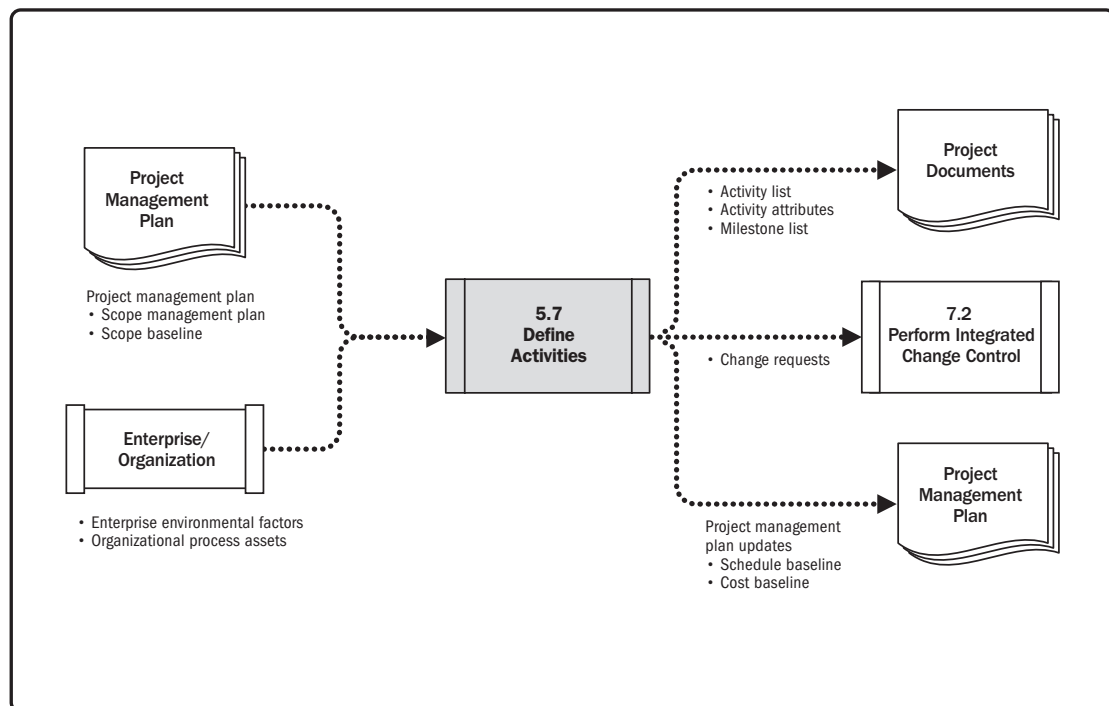 Project
Management
Plan
Project management plan
• Scope management plan
• Scope baseline
Enterprise/
Organization
• Enterprise environmental factors
• Organizational process assets
5.7
Define
Activities
• Activity list
• Activity attributes
• Milestone list
Project
Documents
• Change requests
7.2
Perform Integrated
Change Control
Project management
plan updates
• Schedule baseline
• Cost baseline
Project
Management
Plan